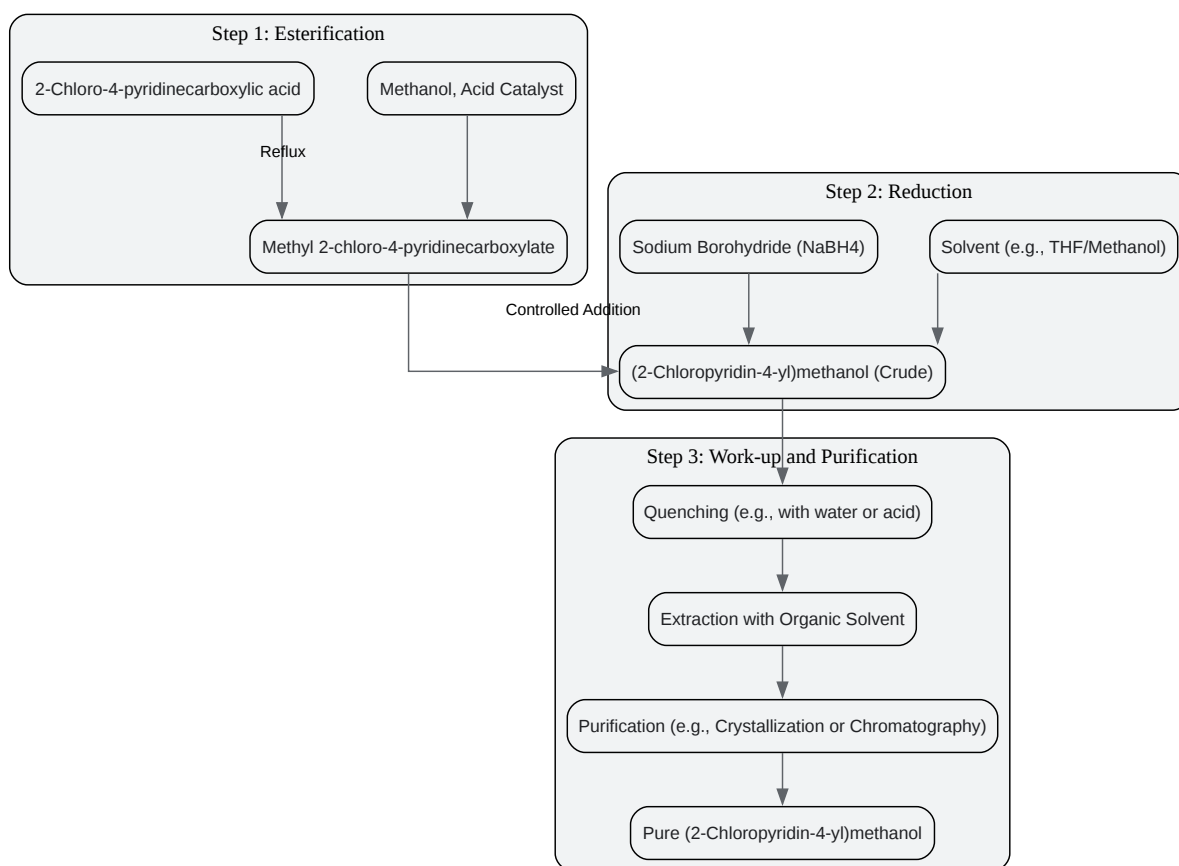 Step 1: Esterification
2-Chloro-4-pyridinecarboxylic acid
Methanol, Acid Catalyst
Reflux
Methyl 2-chloro-4-pyridinecarboxylate
Step 2: Reduction
Sodium Borohydride (NaBH4)
Solvent (e.g., THF/Methanol)
Controlled Addition
(2-Chloropyridin-4-yl)methanol (Crude)
Step 3: Work-up and Purification
Quenching (e.g., with water or acid)
Extraction with Organic Solvent
Purification (e.g., Crystallization or Chromatography)
Pure (2-Chloropyridin-4-yl)methanol